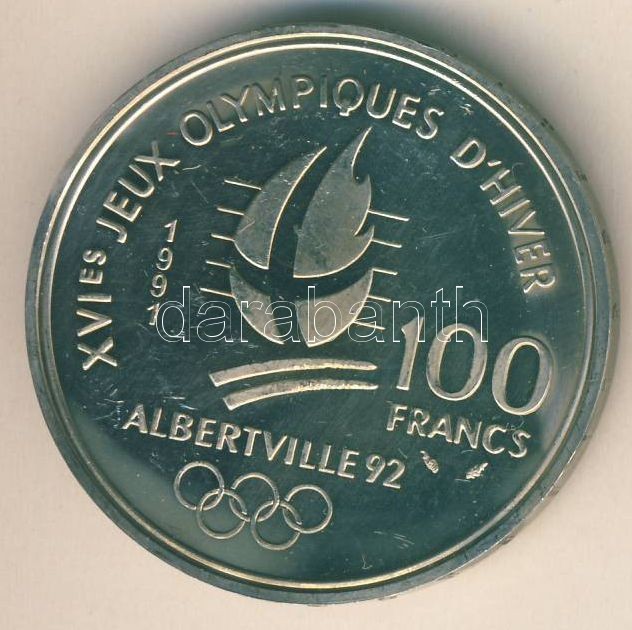 XVIES JEUX OLYMPIQUES D'HIVER
1991
darabanth
100
FRANCS
ALBERTVILLE 92